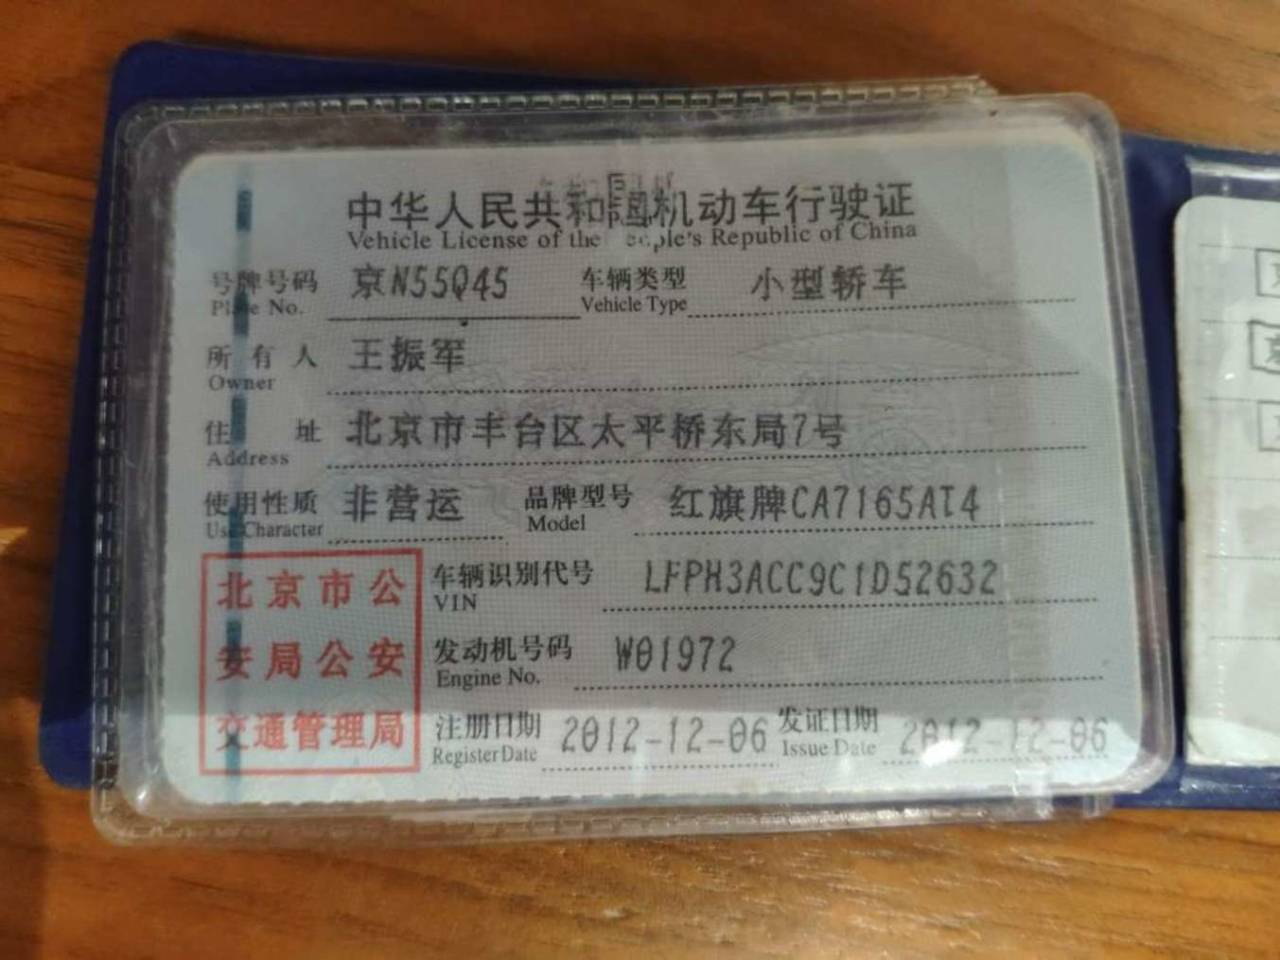 中华人民共和国机动车行驶证
Vehicle License of the People's Republic of China
号牌号码 京N55Q45 车辆类型 小型轿车
Plate No. Vehicle Type
所有人 王振军
Owner
住址 北京市丰台区太平桥东局7号
Address
使用性质 非营运 品牌型号 红旗牌CA7165AT4
Use Character Model
北京市公
安局公安
交通管理局
车辆识别代号 LFPH3ACC9C1D52632
VIN
发动机号码 W01972
Engine No.
注册日期 2012-12-06 发证日期 2012-12-06
Register Date Issue Date